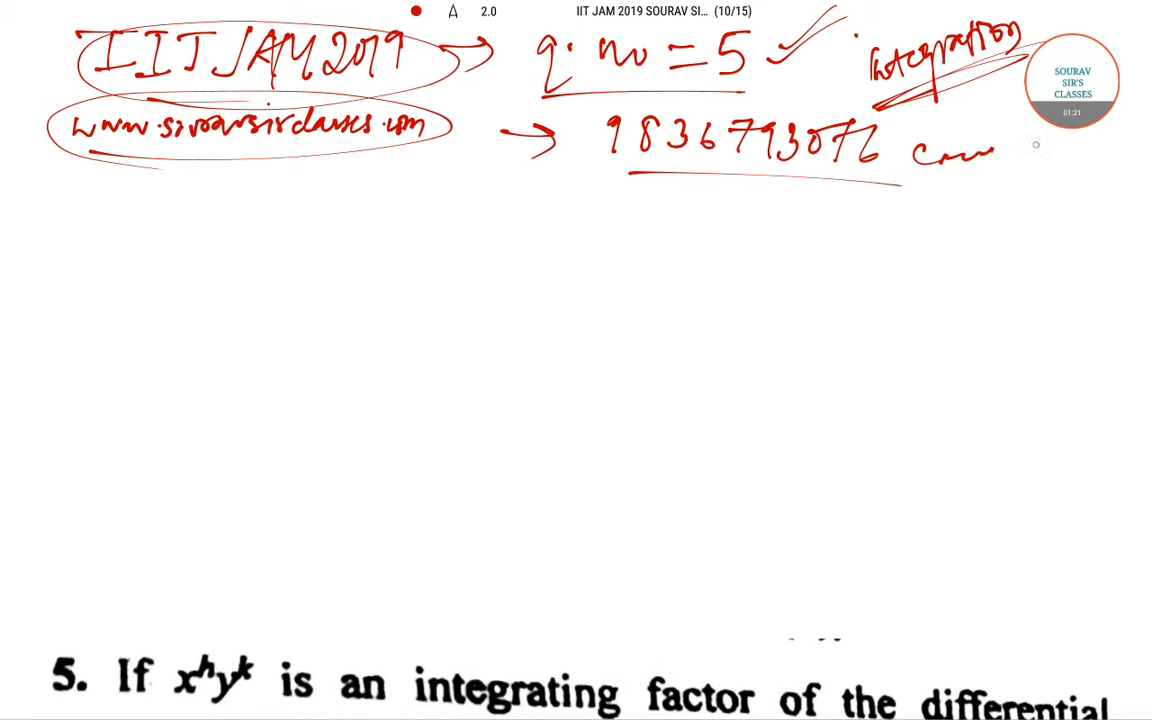 2.0 IIT JAM 2019 SOURAV SI... (10/15)
IIT JAM 2019 → q. no = 5 integration
www.souravsirclasses.com → 9836793076
SOURAV
SIR'S
CLASSES
01:21
5. If x^h y^k is an integrating factor of the differential